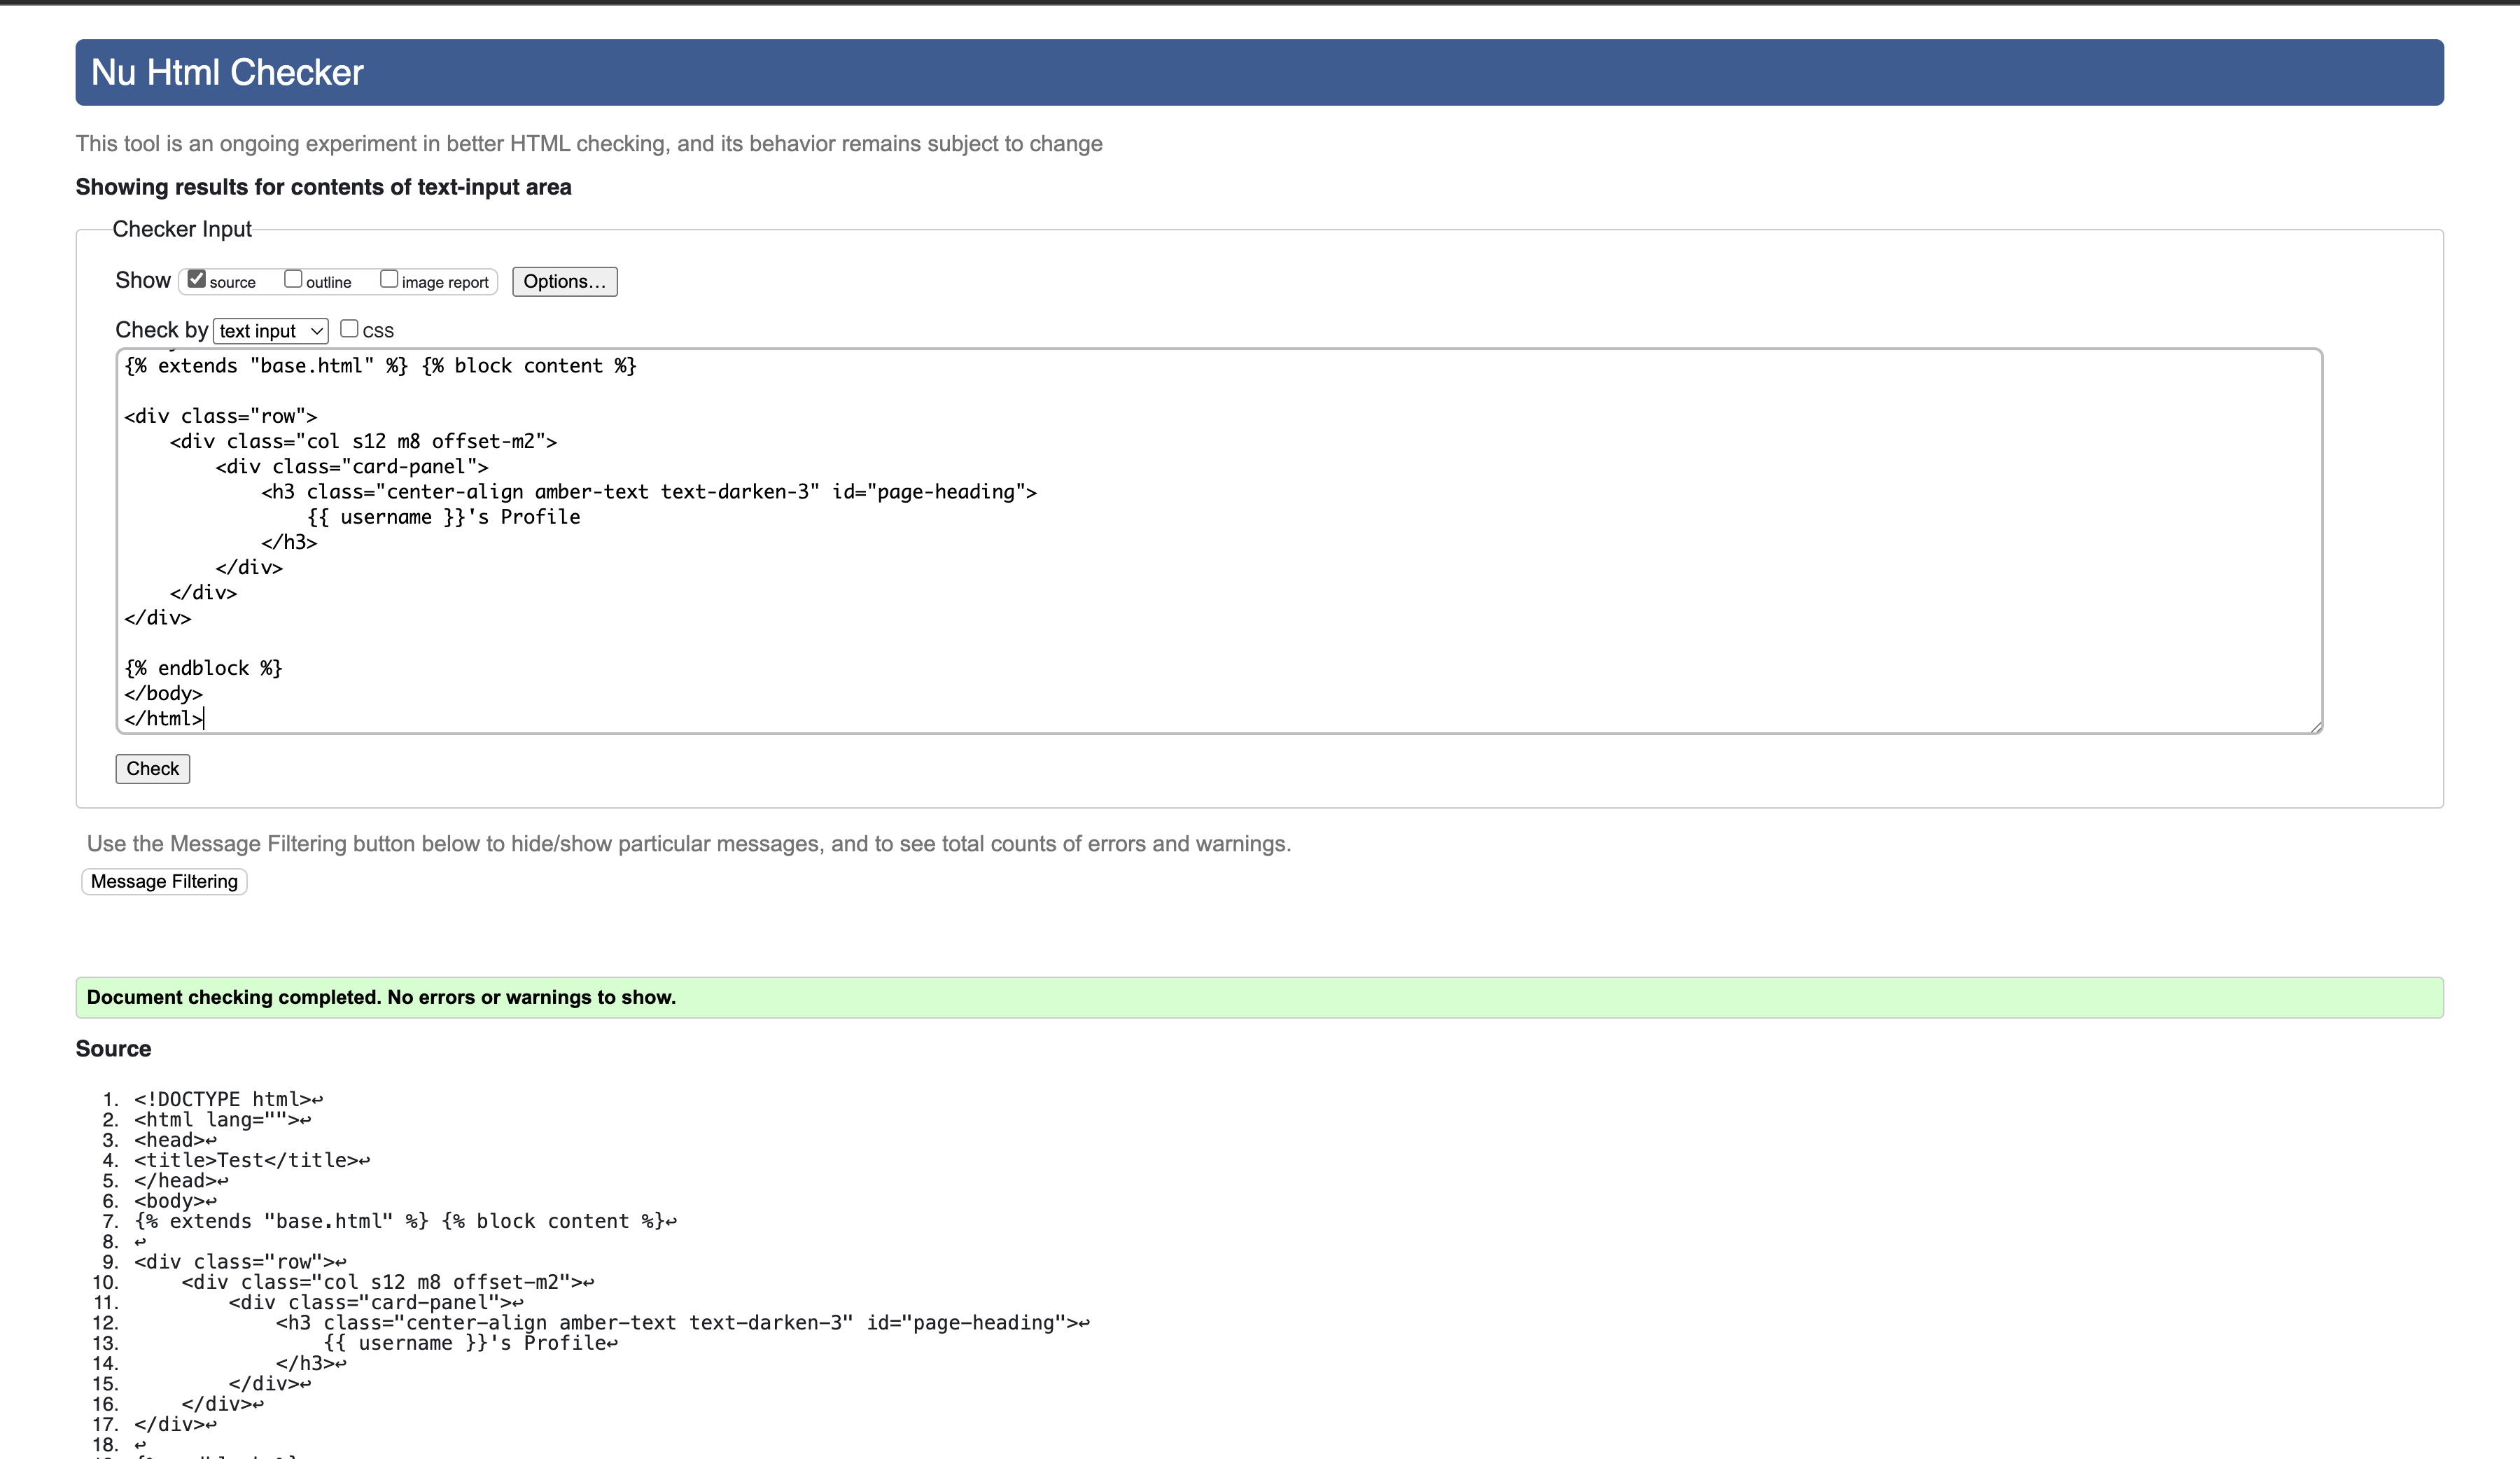 Nu Html Checker
This tool is an ongoing experiment in better HTML checking, and its behavior remains subject to change
Showing results for contents of text-input area
Checker Input
Show source outline image report Options...
Check by text input CSS
{% extends "base.html" %} {% block content %}
<div class="row">
    <div class="col s12 m8 offset-m2">
        <div class="card-panel">
            <h3 class="center-align amber-text text-darken-3" id="page-heading">
                {{ username }}'s Profile
            </h3>
        </div>
    </div>
</div>
{% endblock %}
</body>
</html>
Check
Use the Message Filtering button below to hide/show particular messages, and to see total counts of errors and warnings.
Message Filtering
Document checking completed. No errors or warnings to show.
Source
1. <!DOCTYPE html>↩
2. <html lang="">↩
3. <head>↩
4. <title>Test</title>↩
5. </head>↩
6. <body>↩
7. {% extends "base.html" %} {% block content %}↩
8. ↩
9. <div class="row">↩
10.     <div class="col s12 m8 offset-m2">↩
11.         <div class="card-panel">↩
12.             <h3 class="center-align amber-text text-darken-3" id="page-heading">↩
13.                 {{ username }}'s Profile↩
14.             </h3>↩
15.         </div>↩
16.     </div>↩
17. </div>↩
18. ↩